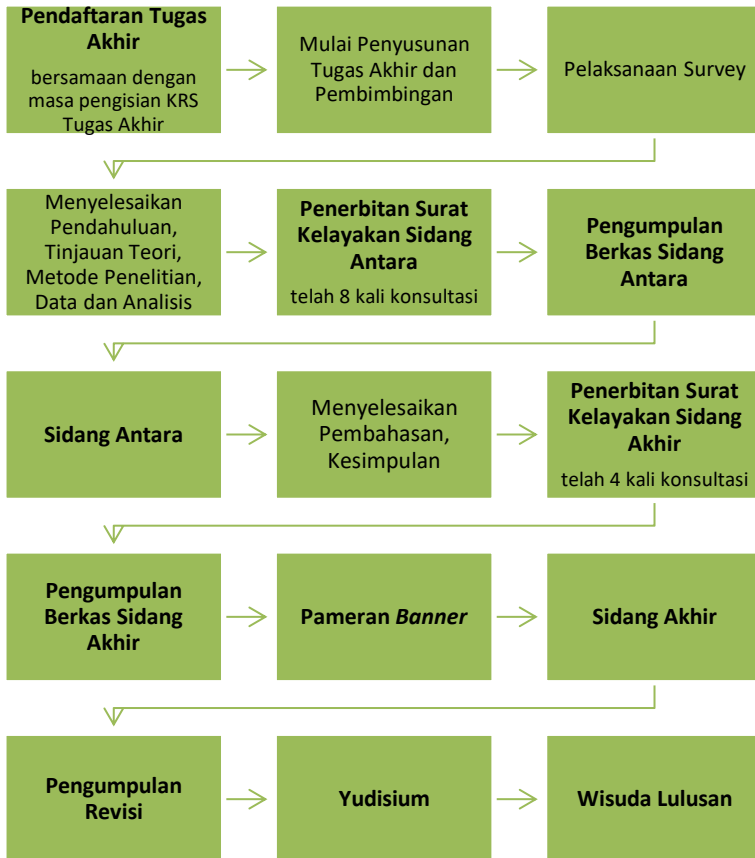 Pendaftaran Tugas
Akhir
bersamaan dengan
masa pengisian KRS
Tugas Akhir
Mulai Penyusunan
Tugas Akhir dan
Pembimbingan
Pelaksanaan Survey
Menyelesaikan
Pendahuluan,
Tinjauan Teori,
Metode Penelitian,
Data dan Analisis
Penerbitan Surat
Kelayakan Sidang
Antara
telah 8 kali konsultasi
Pengumpulan
Berkas Sidang
Antara
Sidang Antara
Menyelesaikan
Pembahasan,
Kesimpulan
Penerbitan Surat
Kelayakan Sidang
Akhir
telah 4 kali konsultasi
Pengumpulan
Berkas Sidang
Akhir
Pameran Banner
Sidang Akhir
Pengumpulan
Revisi
Yudisium
Wisuda Lulusan